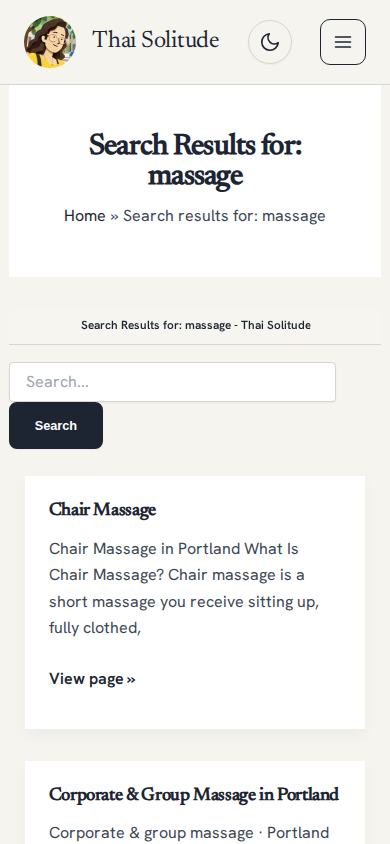 Thai Solitude
Search Results for:
massage
Home » Search results for: massage
Search Results for: massage - Thai Solitude
Search...
Search
Chair Massage
Chair Massage in Portland What Is
Chair Massage? Chair massage is a
short massage you receive sitting up,
fully clothed,
View page »
Corporate & Group Massage in Portland
Corporate & group massage · Portland